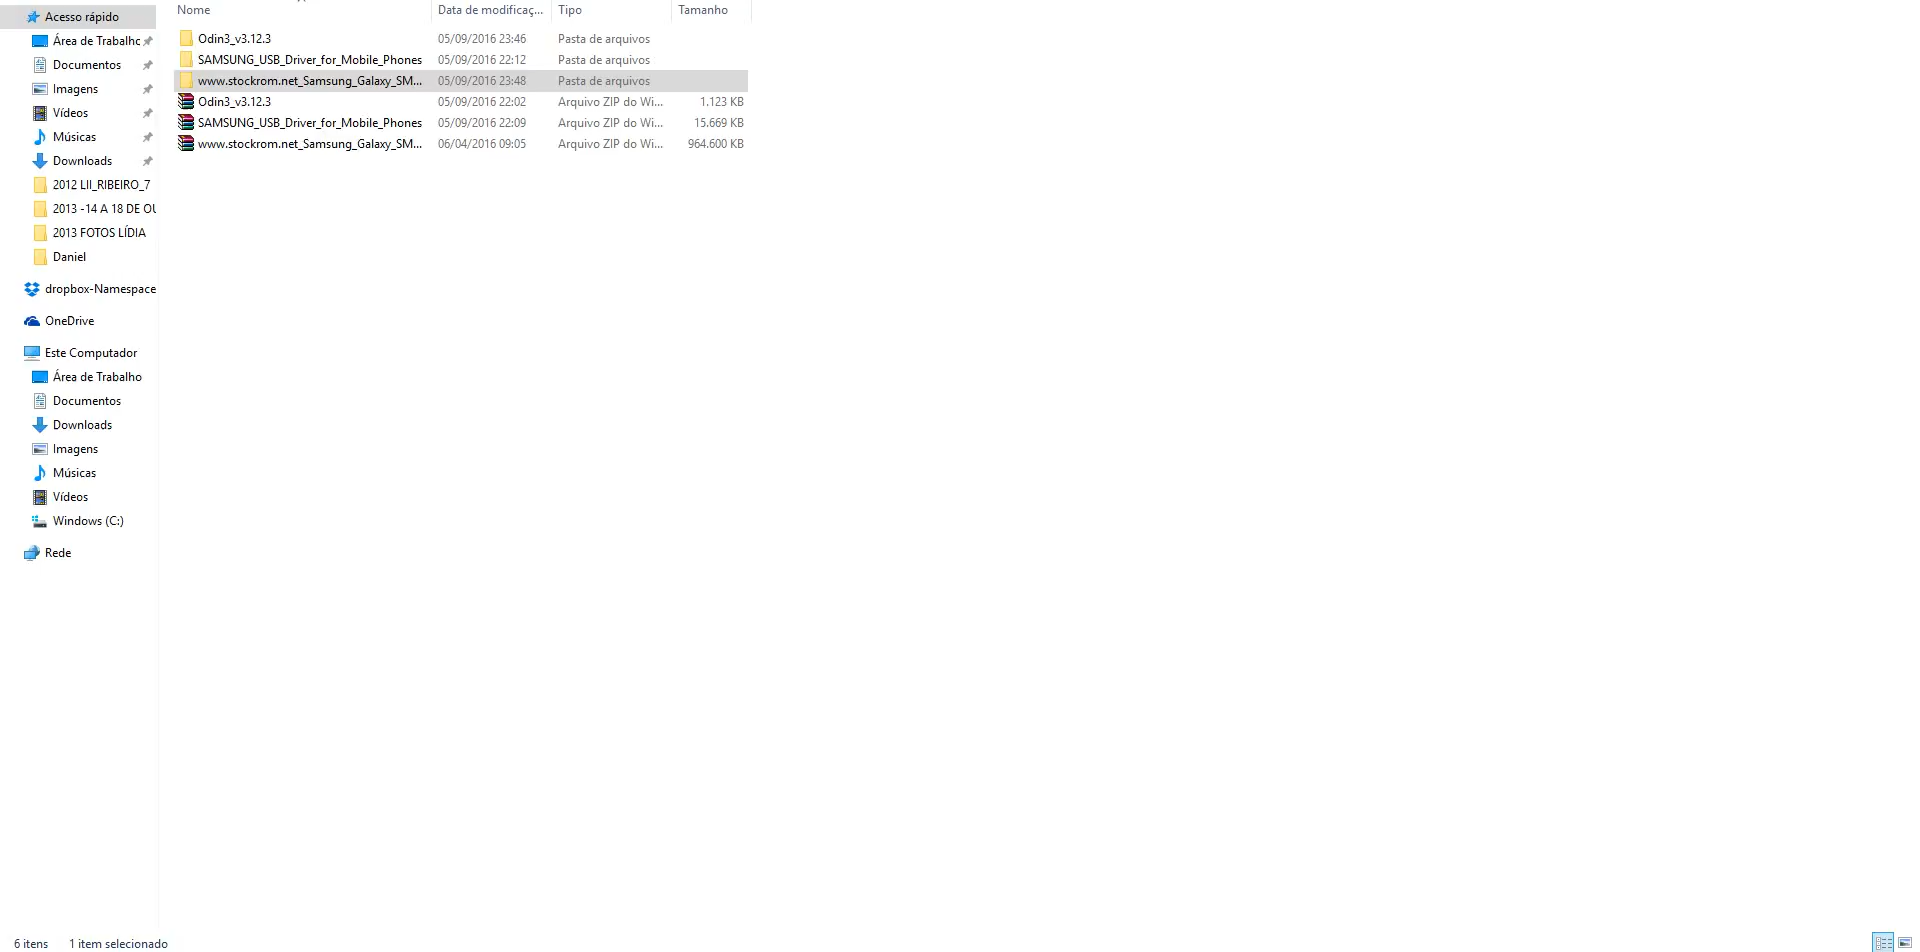 Acesso rápido
Área de Trabalhc
Documentos
Imagens
Vídeos
Músicas
Downloads
2012 LII_RIBEIRO_7
2013 -14 A 18 DE OU
2013 FOTOS LÍDIA
Daniel
dropbox-Namespace
OneDrive
Este Computador
Área de Trabalho
Documentos
Downloads
Imagens
Músicas
Vídeos
Windows (C:)
Rede
Nome Data de modificaç... Tipo Tamanho
Odin3_v3.12.3 05/09/2016 23:46 Pasta de arquivos
SAMSUNG_USB_Driver_for_Mobile_Phones 05/09/2016 22:12 Pasta de arquivos
www.stockrom.net_Samsung_Galaxy_SM... 05/09/2016 23:48 Pasta de arquivos
Odin3_v3.12.3 05/09/2016 22:02 Arquivo ZIP do Wi... 1.123 KB
SAMSUNG_USB_Driver_for_Mobile_Phones 05/09/2016 22:09 Arquivo ZIP do Wi... 15.669 KB
www.stockrom.net_Samsung_Galaxy_SM... 06/04/2016 09:05 Arquivo ZIP do Wi... 964.600 KB
6 itens 1 item selecionado